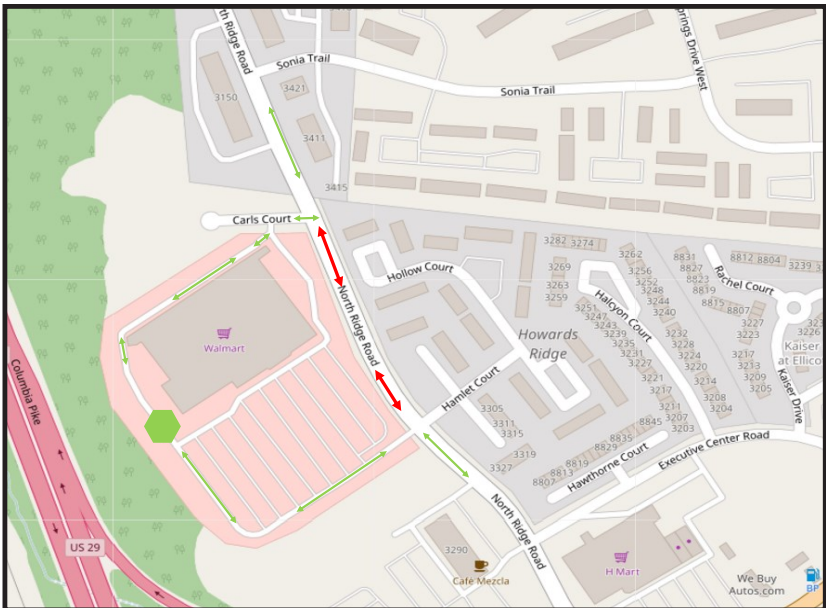 th Ridge Road
prings Drive West
Sonia Trail
Sonia Trail
3150
3421
3411
3415
Carls Court
Hollow Court
North Ridge Road
Walmart
Howards
Ridge
Hamlet Court
Halcyon Court
3282 3274
3269
3263
3259
3251
3247
3243
3239
3235
3231
3227
3221
3217
3211
3207
3203
3262
3256
3252
3248
3244
3240
3232
3228
3224
3220
3214
3208
3204
8831
8827
8823
8819
8815
8807
8812 8804
3239
Rachel Court
3227
3223
3226
3217
3213
3209
3205
Kaiser
at Ellico
Kaiser Drive
3305
3311
3315
3319
3327
8845
8835
8829
8819
8813
8807
Hawthorne Court
Executive Center Road
Columbia Pike
US 29
North Ridge Road
3290
Café Mezcla
H Mart
We Buy
Autos.com
BP